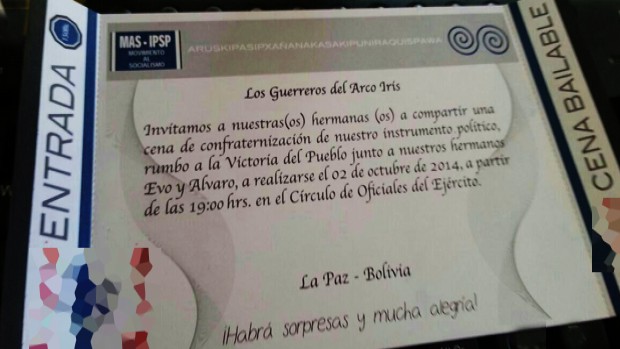 ENTRADA
MAS - IPSP
MOVIMIENTO
AL
SOCIALISMO
ARUSKIPASIPXAÑANAKASAKIPUNIRAQUISPAWA
CENA BAILABLE
Los Guerreros del Arco Iris
Invitamos a nuestras(os) hermanas (os) a compartir una
cena de confraternización de nuestro instrumento político,
rumbo a la Victoria del Pueblo junto a nuestros hermanos
Evo y Alvaro, a realizarse el 02 de octubre de 2014, a partir
de las 19:00 hrs. en el Círculo de Oficiales del Ejército.
La Paz - Bolivia
¡Habrá sorpresas y mucha alegria!